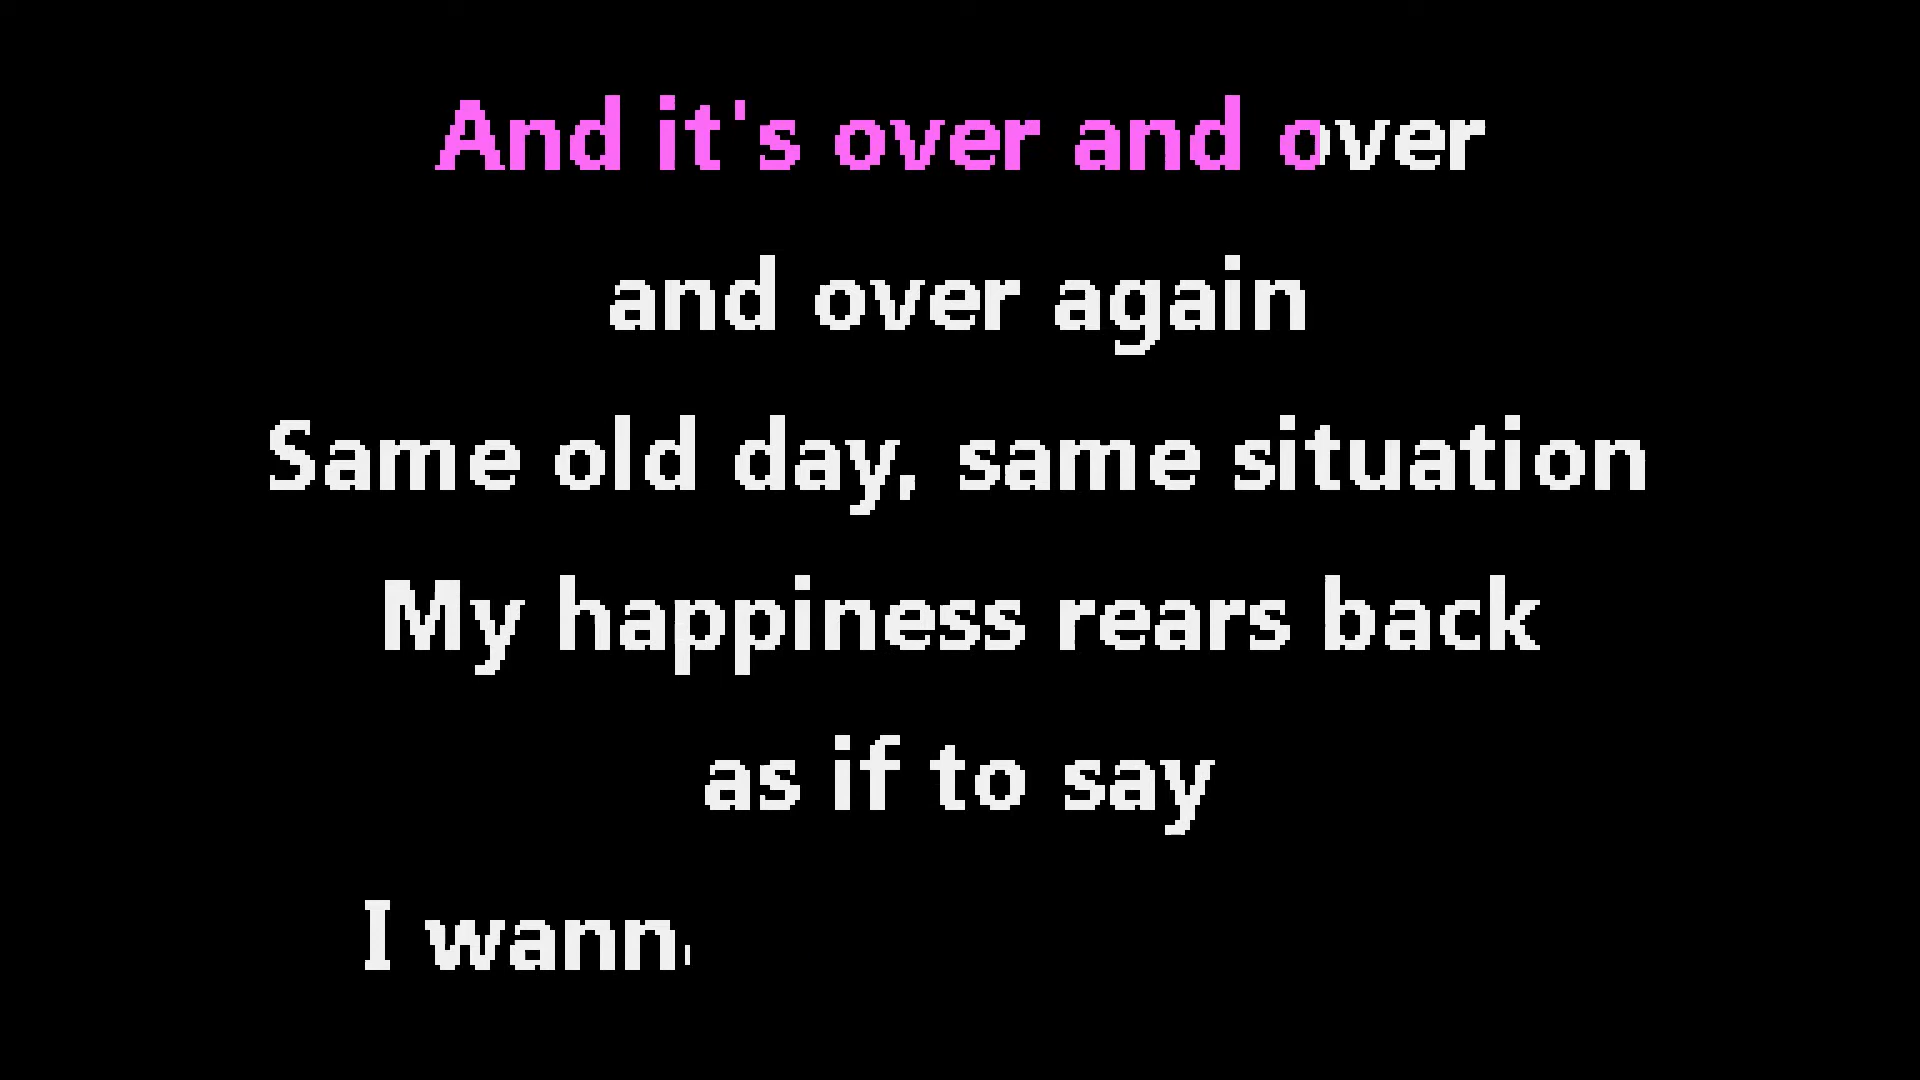 And it's over and over
and over again
Same old day, same situation
My happiness rears back
as if to say
I wann